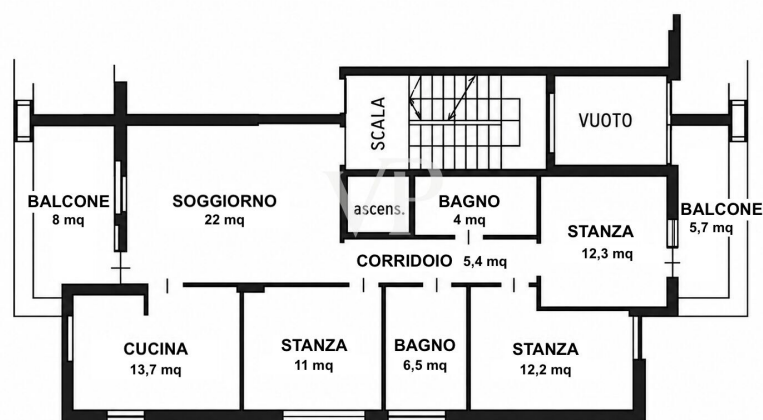 SCALA
VUOTO
VP
BALCONE
8 mq
SOGGIORNO
22 mq
ascens.
BAGNO
4 mq
STANZA
12,3 mq
BALCONE
5,7 mq
CORRIDOIO 5,4 mq
CUCINA
13,7 mq
STANZA
11 mq
BAGNO
6,5 mq
STANZA
12,2 mq